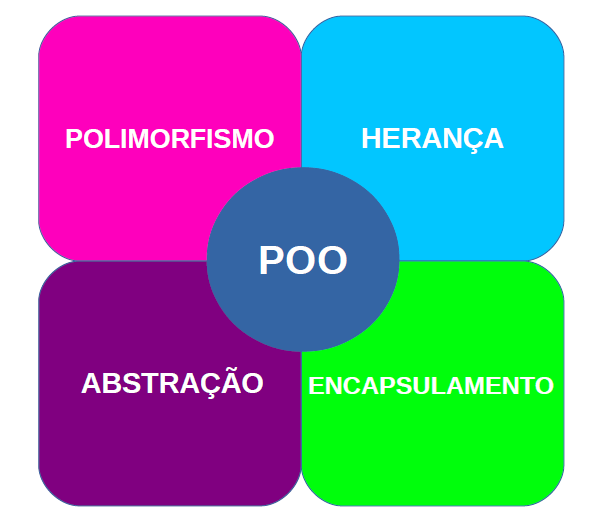 POLIMORFISMO
HERANÇA
POO
ABSTRAÇÃO
ENCAPSULAMENTO